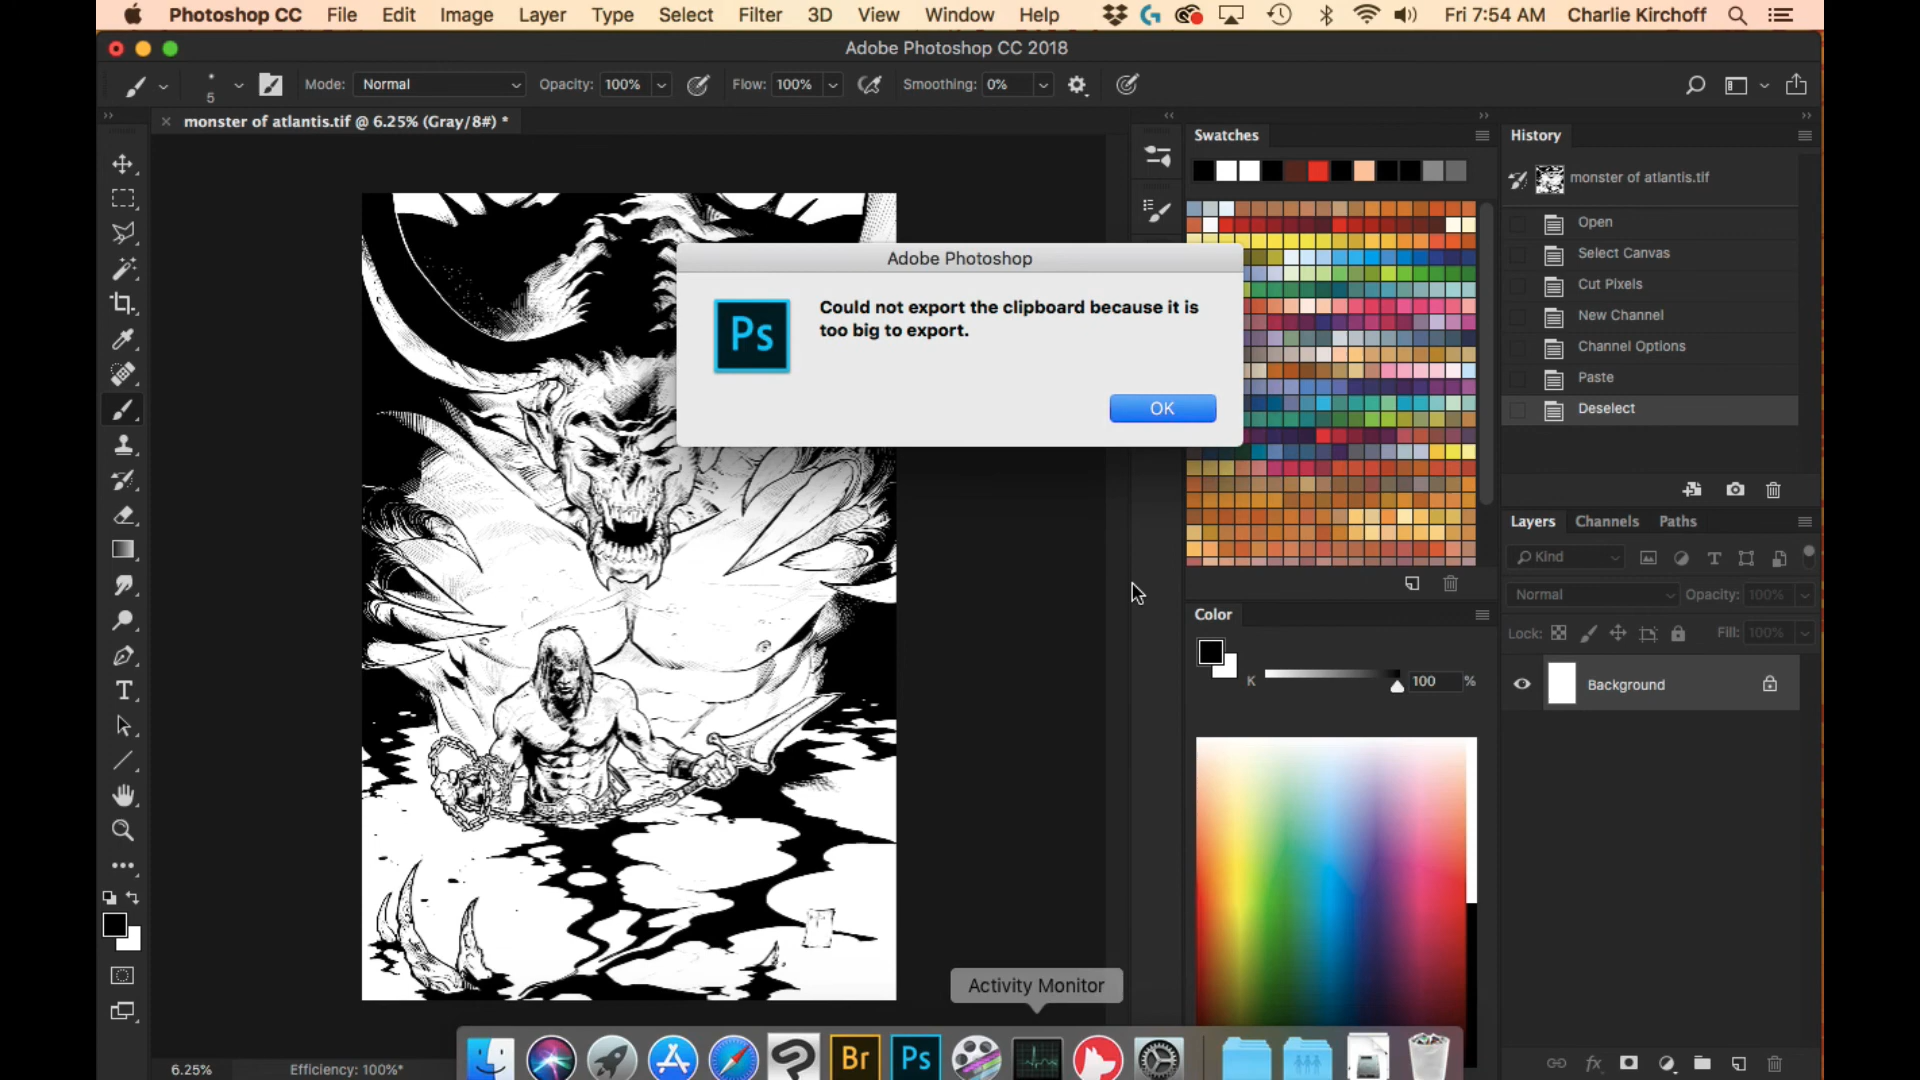 Photoshop CC File Edit Image Layer Type Select Filter 3D View Window Help Fri 7:54 AM Charlie Kirchoff
Adobe Photoshop CC 2018
5 Mode: Normal Opacity: 100% Flow: 100% Smoothing: 0%
monster of atlantis.tif @ 6.25% (Gray/8#) *
Swatches
History
monster of atlantis.tif
Open
Select Canvas
Cut Pixels
New Channel
Channel Options
Paste
Deselect
Adobe Photoshop
Ps
Could not export the clipboard because it is
too big to export.
OK
Layers Channels Paths
Kind
Normal Opacity: 100%
Lock: Fill: 100%
Background
Color
K 100 %
Activity Monitor
Br Ps
fx
6.25% Efficiency: 100%*